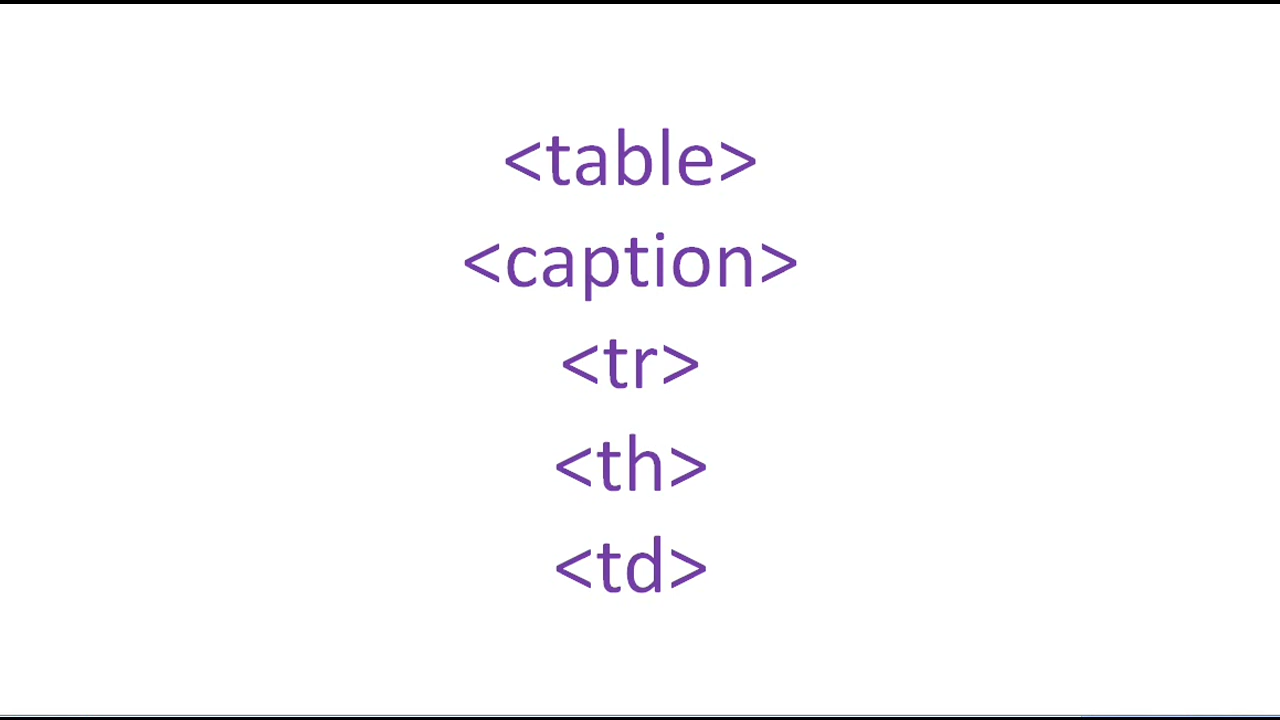 <table>
<caption>
<tr>
<th>
<td>